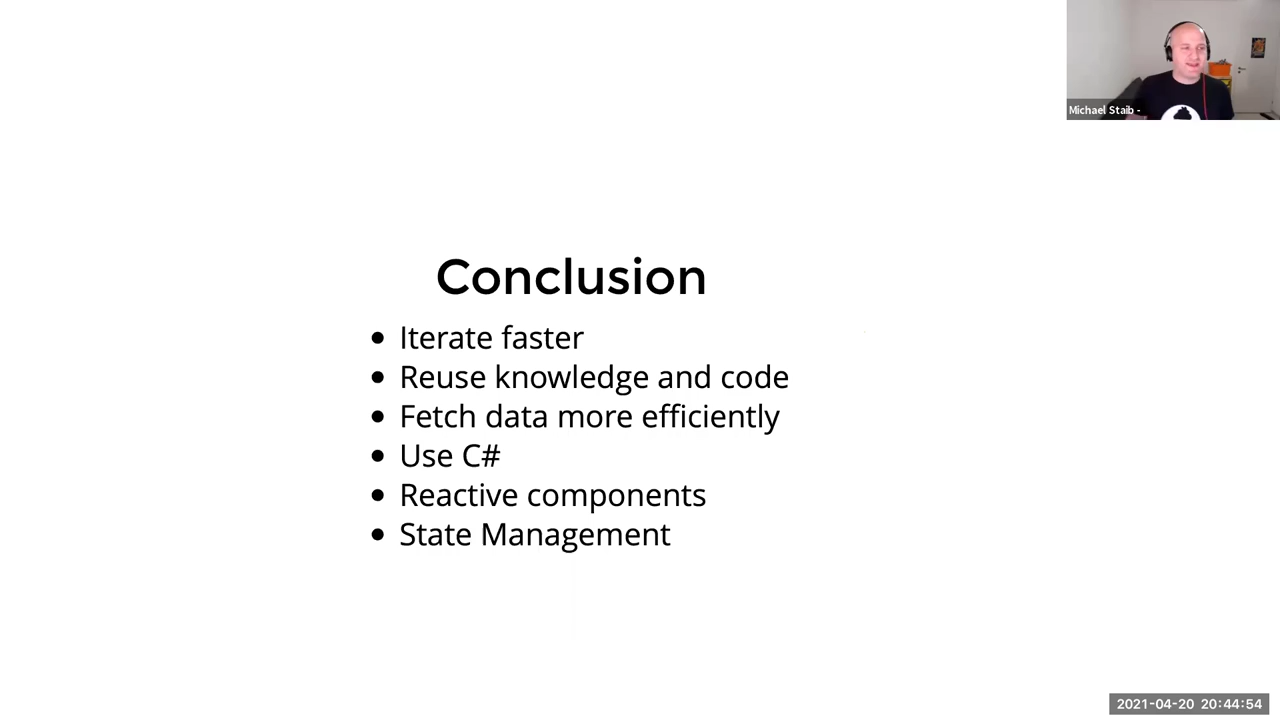 Michael Staib -
Conclusion
Iterate faster
Reuse knowledge and code
Fetch data more efficiently
Use C#
Reactive components
State Management
2021-04-20 20:44:54